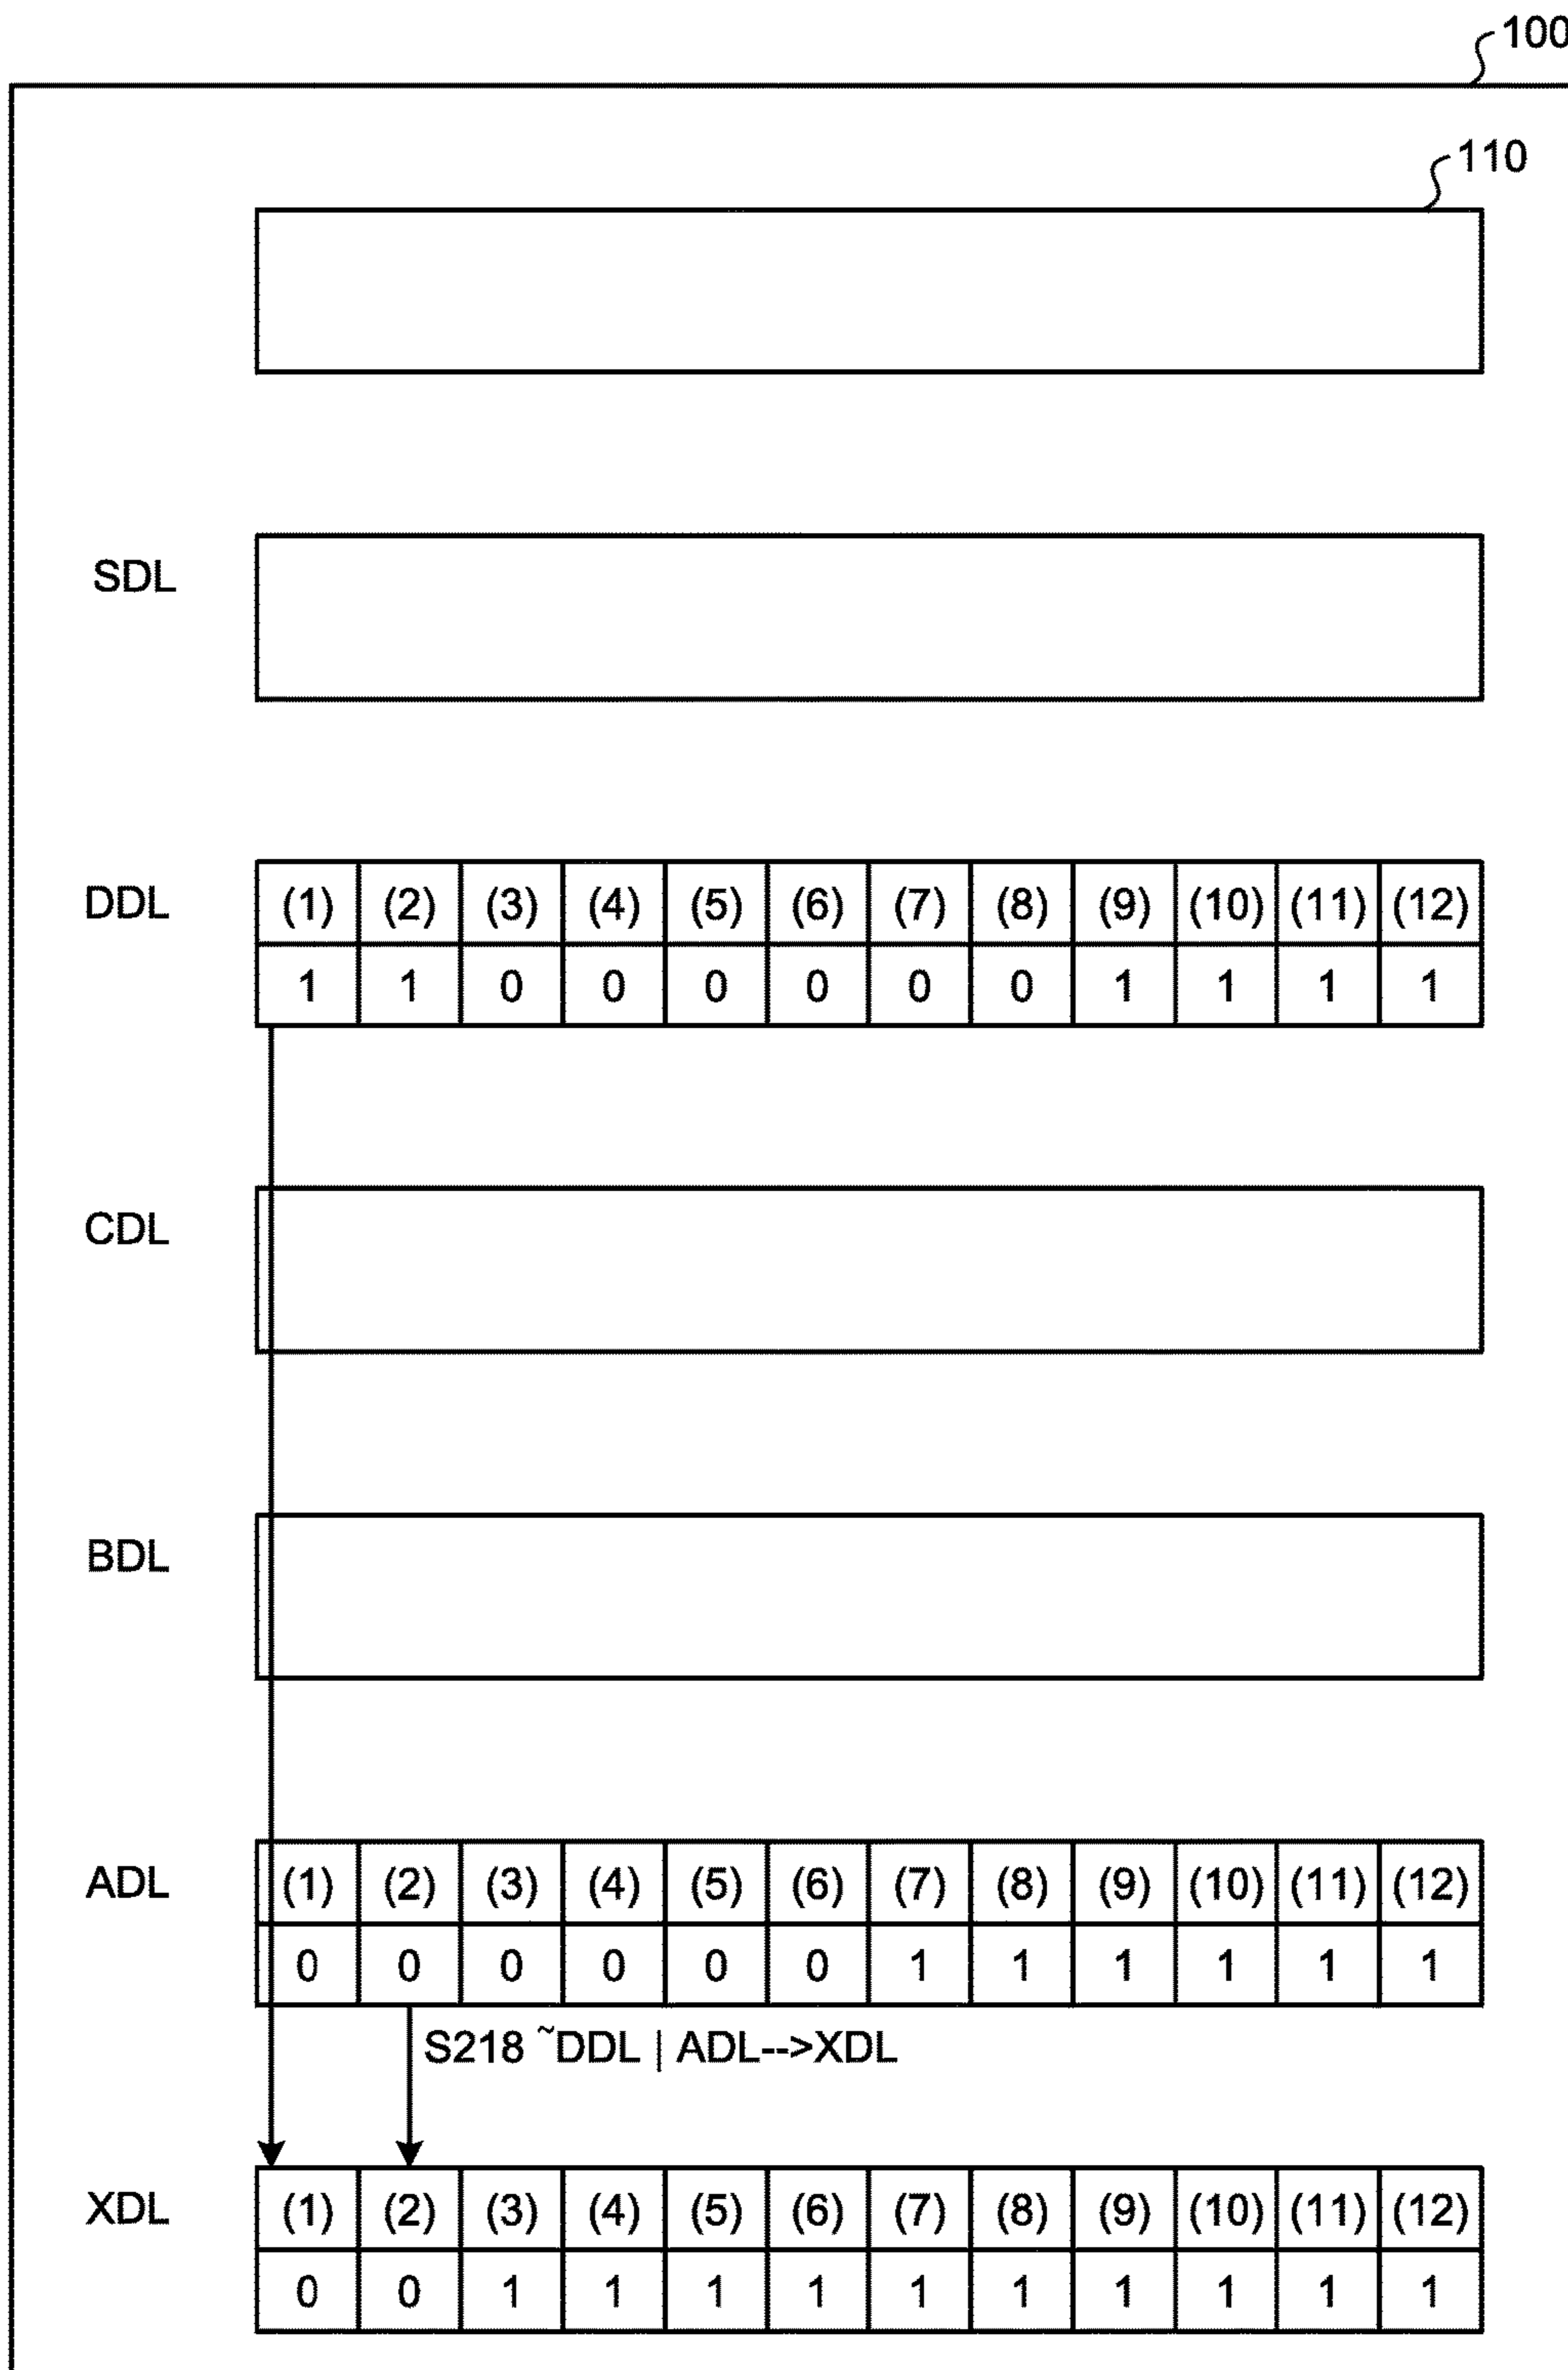 100
110
SDL
DDL (1) (2) (3) (4) (5) (6) (7) (8) (9) (10) (11) (12)
1 1 0 0 0 0 0 0 1 1 1 1
CDL
BDL
ADL (1) (2) (3) (4) (5) (6) (7) (8) (9) (10) (11) (12)
0 0 0 0 0 0 1 1 1 1 1 1
S218 ~DDL | ADL-->XDL
XDL (1) (2) (3) (4) (5) (6) (7) (8) (9) (10) (11) (12)
0 0 1 1 1 1 1 1 1 1 1 1